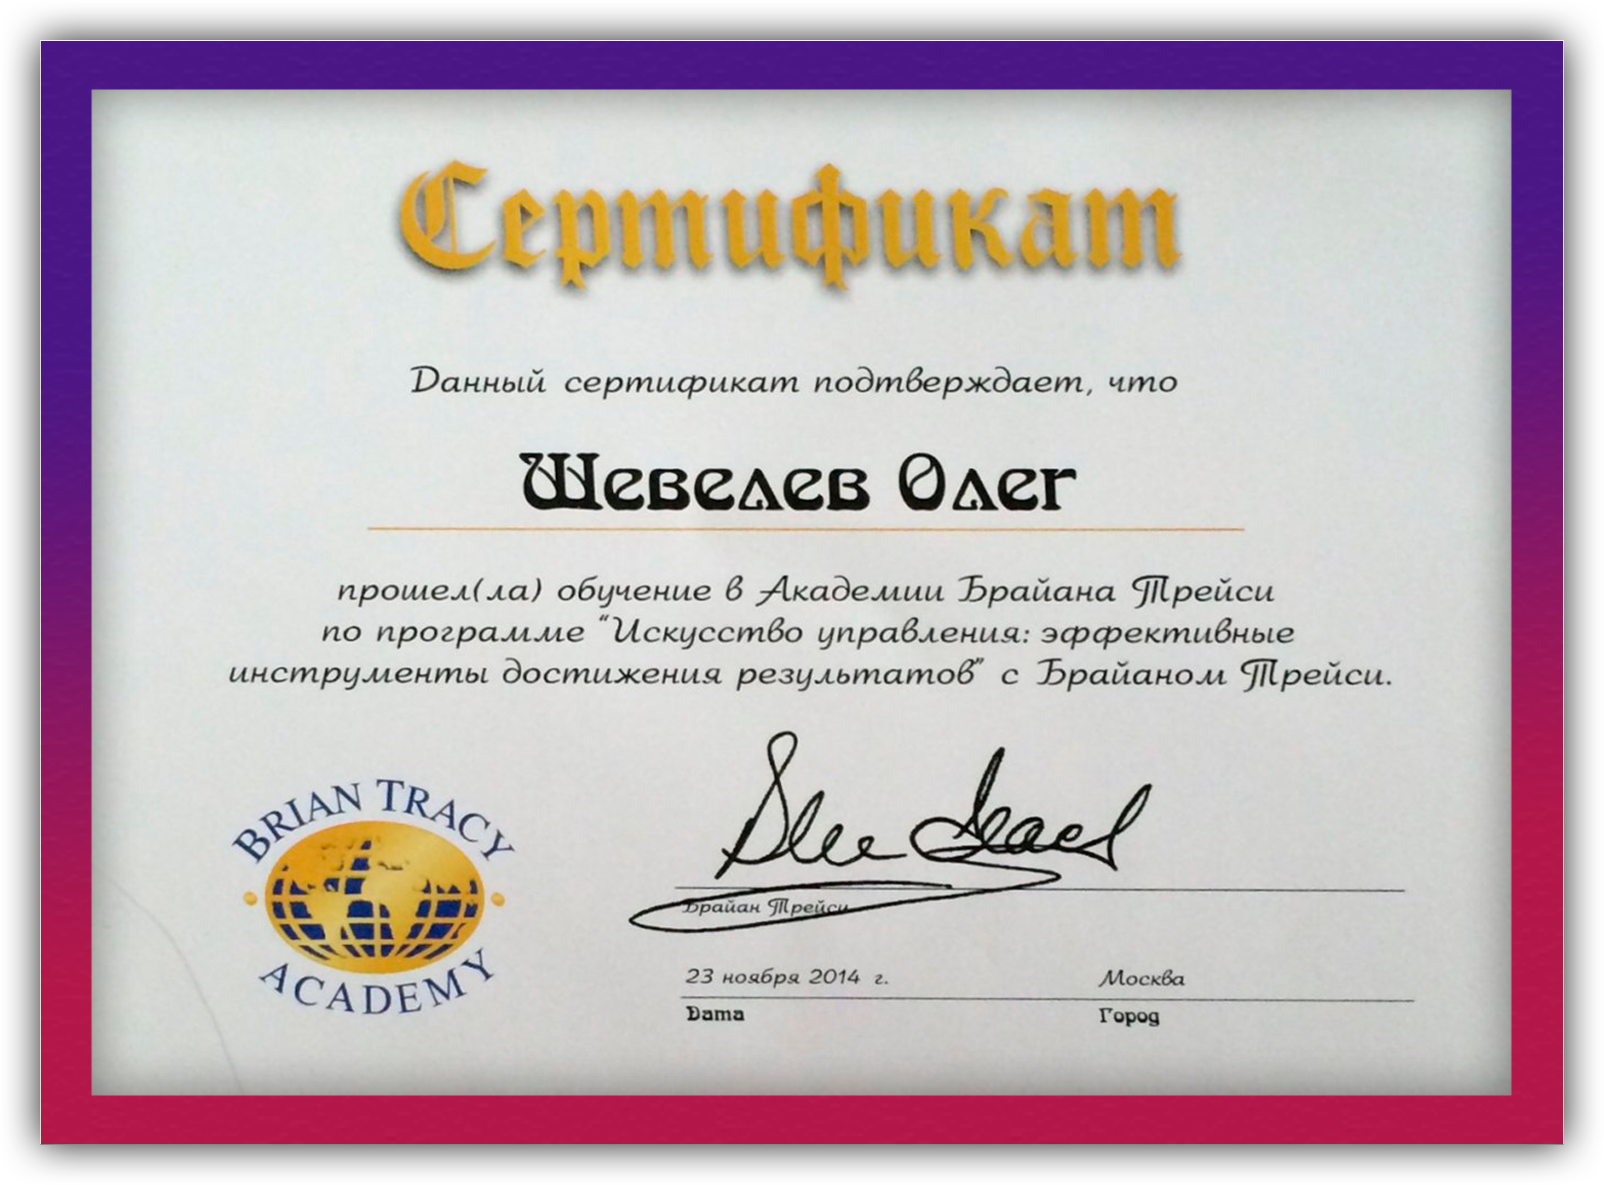 Сертификат
Данный сертификат подтверждает, что
Шевелев Олег
прошел(ла) обучение в Академии Брайана Трейси
по программе “Искусство управления: эффективные
инструменты достижения результатов” с Брайаном Трейси.
BRIAN TRACY
ACADEMY
Брайан Трейси
23 ноября 2014 г. Москва
Дата Город